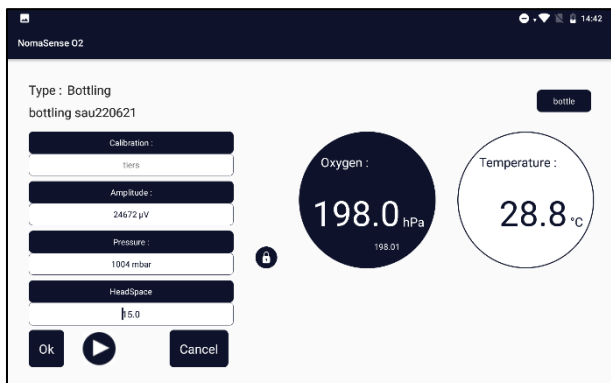 14:42
NomaSense O2
Type : Bottling
bottling sau220621
bottle
Calibration :
tiers
Amplitude :
24672 µV
Pressure :
1004 mbar
HeadSpace
15.0
Ok
Cancel
Oxygen :
198.0 hPa
198.01
Temperature :
28.8 °c